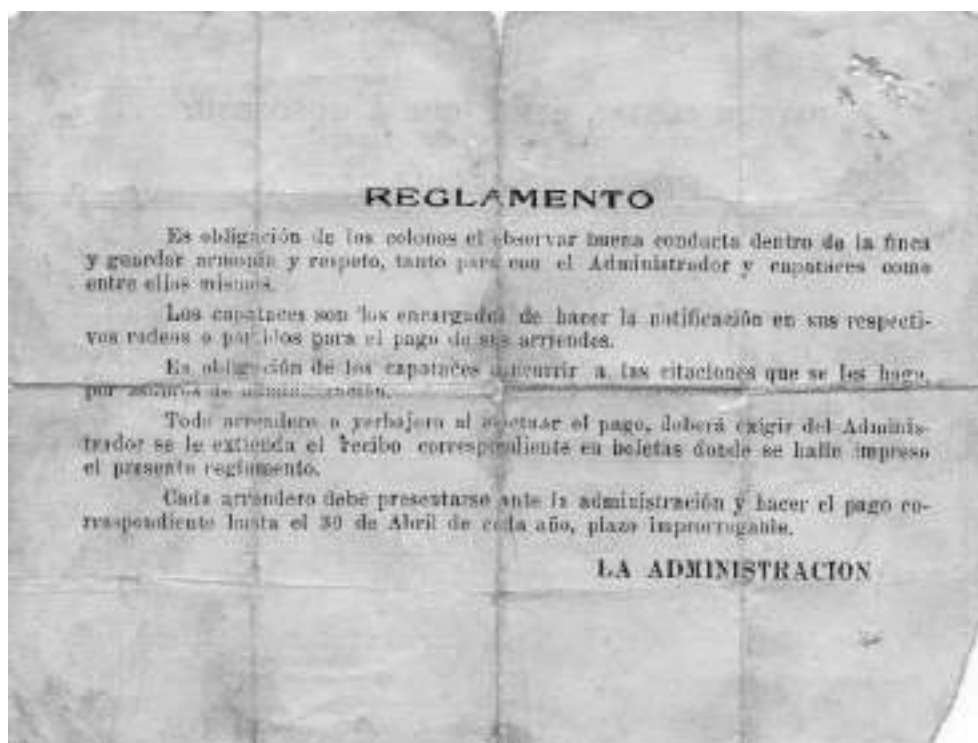 REGLAMENTO
Es obligación de los colonos el observar buena conducta dentro de la finca
y guardar armonía y respeto, tanto para con el Administrador y capataces como
entre ellos mismos.
Los capataces son los encargados de hacer la notificación en sus respecti-
vos rodeos o partidos para el pago de sus arriendes.
Es obligación de los capataces concurrir a las citaciones que se les haga,
por asuntos de administración.
Todo arrendero o yerbajero al efectuar el pago, deberá exigir del Adminis-
trador se le extienda el recibo correspondiente en boletas donde se halle impreso
el presente reglamento.
Cada arrendero debe presentarse ante la administración y hacer el pago co-
rrespondiente hasta el 30 de Abril de cada año, plazo improrrogable.
LA ADMINISTRACION